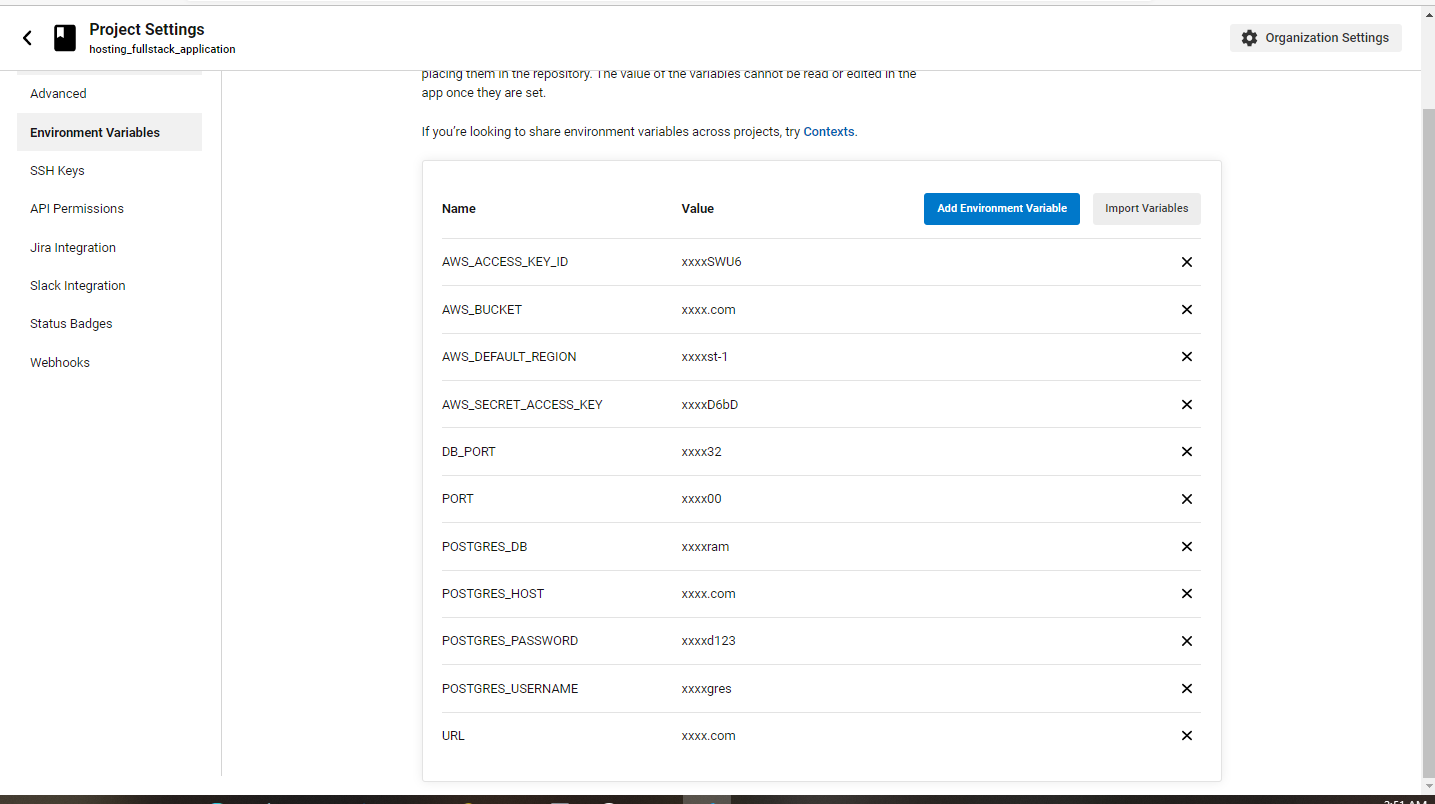 Project Settings
hosting_fullstack_application
Organization Settings
placing them in the repository. The value of the variables cannot be read or edited in the
app once they are set.
If you're looking to share environment variables across projects, try Contexts.
Advanced
Environment Variables
SSH Keys
API Permissions
Jira Integration
Slack Integration
Status Badges
Webhooks
Name Value Add Environment Variable Import Variables
AWS_ACCESS_KEY_ID xxxxSWU6
AWS_BUCKET xxxx.com
AWS_DEFAULT_REGION xxxxst-1
AWS_SECRET_ACCESS_KEY xxxxD6bD
DB_PORT xxxx32
PORT xxxx00
POSTGRES_DB xxxxram
POSTGRES_HOST xxxx.com
POSTGRES_PASSWORD xxxxd123
POSTGRES_USERNAME xxxxgres
URL xxxx.com